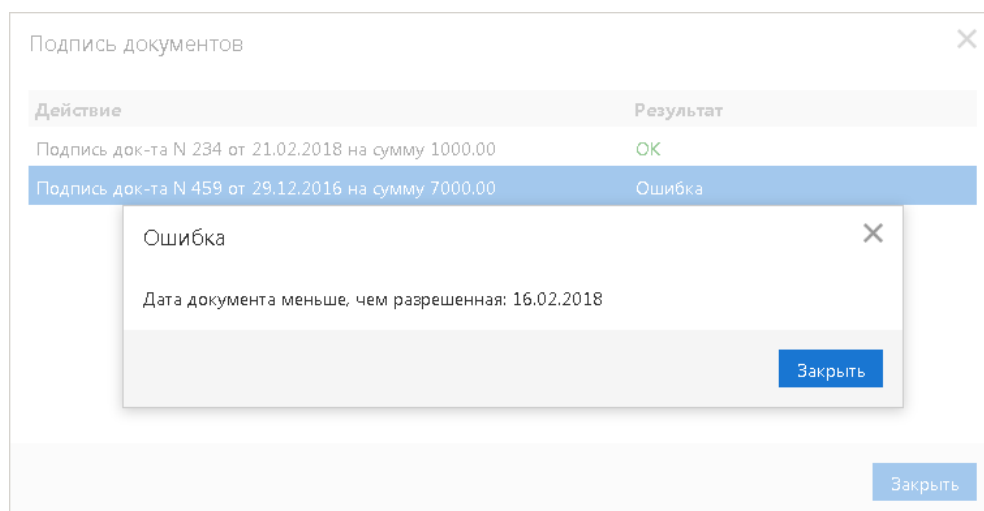 Подпись документов
Действие Результат
Подпись док-та N 234 от 21.02.2018 на сумму 1000.00 OK
Подпись док-та N 459 от 29.12.2016 на сумму 7000.00 Ошибка
Ошибка
Дата документа меньше, чем разрешенная: 16.02.2018
Закрыть
Закрыть